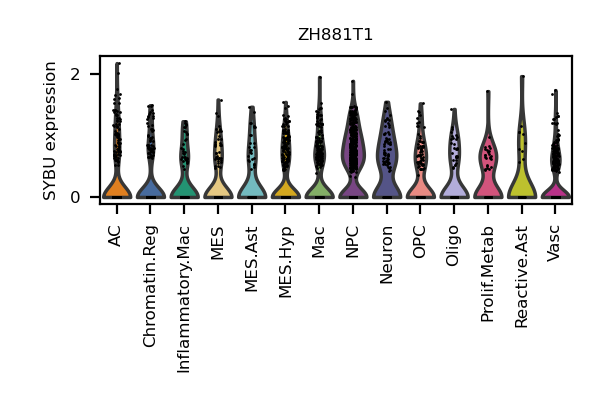 ZH881T1
SYBU expression
2
0
AC
Chromatin.Reg
Inflammatory.Mac
MES
MES.Ast
MES.Hyp
Mac
NPC
Neuron
OPC
Oligo
Prolif.Metab
Reactive.Ast
Vasc